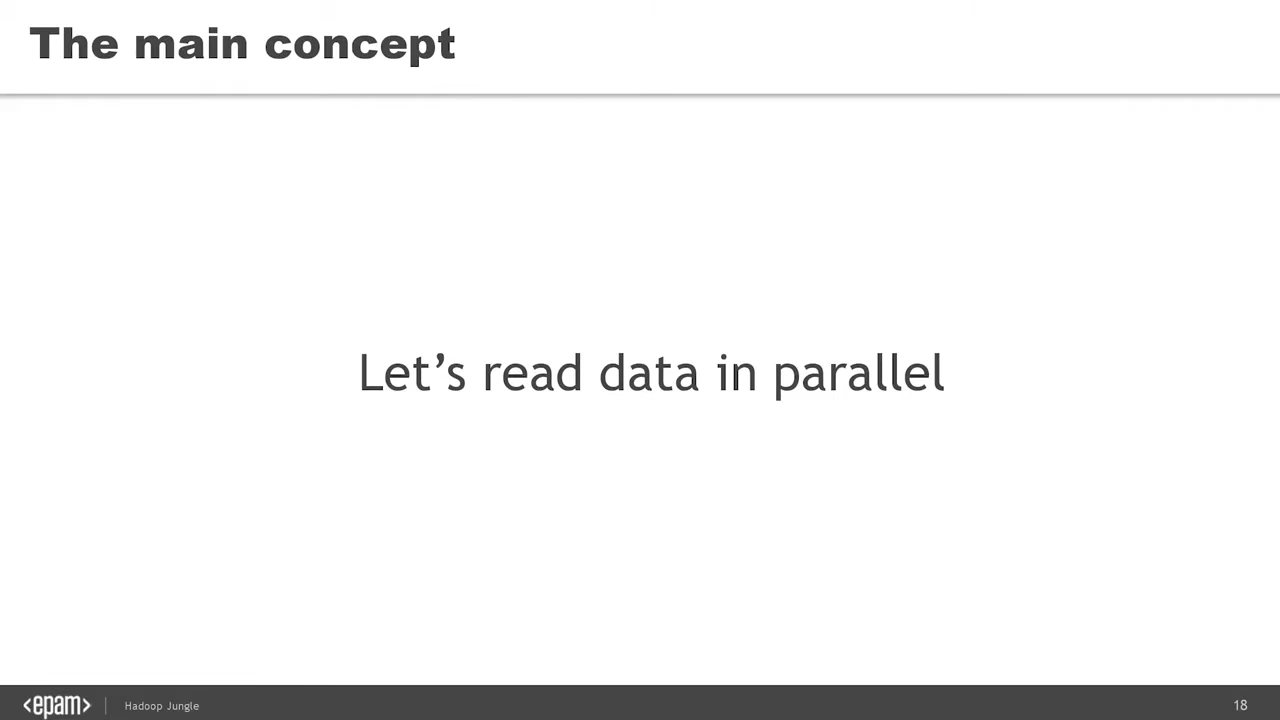 The main concept
Let’s read data in parallel
<epam>
Hadoop Jungle
18